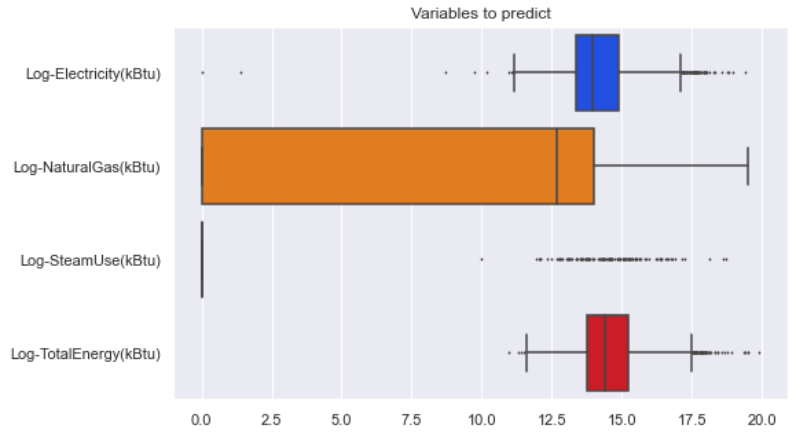 Variables to predict
Log-Electricity(kBtu)
Log-NaturalGas(kBtu)
Log-SteamUse(kBtu)
Log-TotalEnergy(kBtu)
0.0 2.5 5.0 7.5 10.0 12.5 15.0 17.5 20.0